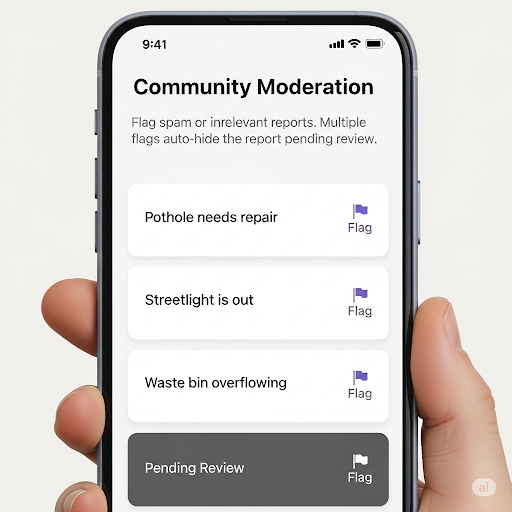 9:41
Community Moderation
Flag spam or inrelevant reports. Multiple
flags auto-hide the report pending review.
Pothole needs repair
Flag
Streetlight is out
Flag
Waste bin overflowing
Flag
Pending Review
Flag
ai